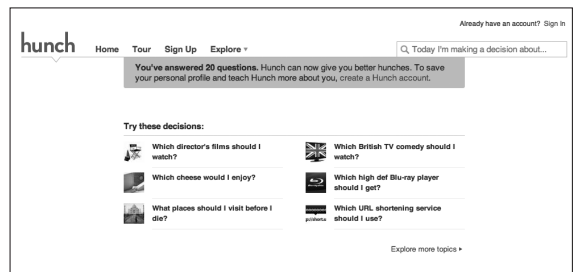 Already have an account? Sign In
hunch
Home Tour Sign Up Explore ▾
Today I'm making a decision about...
You've answered 20 questions. Hunch can now give you better hunches. To save
your personal profile and teach Hunch more about you, create a Hunch account.
Try these decisions:
Which director's films should I
watch?
Which British TV comedy should I
watch?
Which cheese would I enjoy?
Which high def Blu-ray player
should I get?
What places should I visit before I
die?
Which URL shortening service
should I use?
Explore more topics ▸